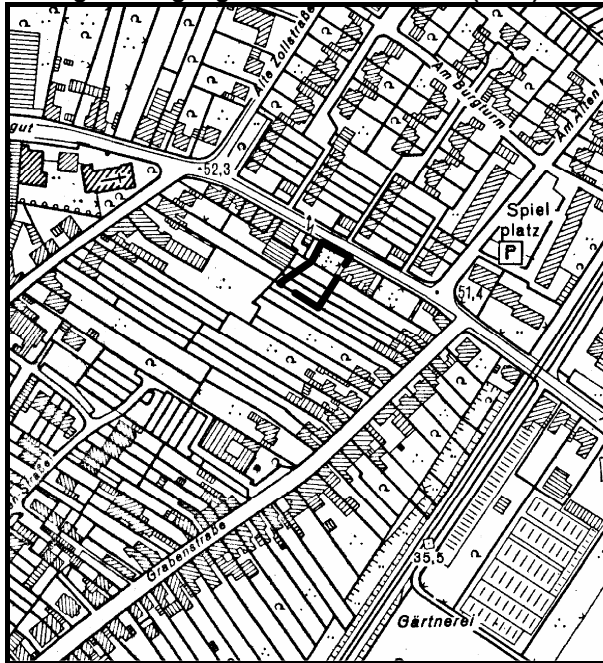 Alte Zollstraße
Am Burgturm
Am Alten
gut
52,3
Spiel
platz
P
51,4
Grabenstraße
35,5
Gärtnerei